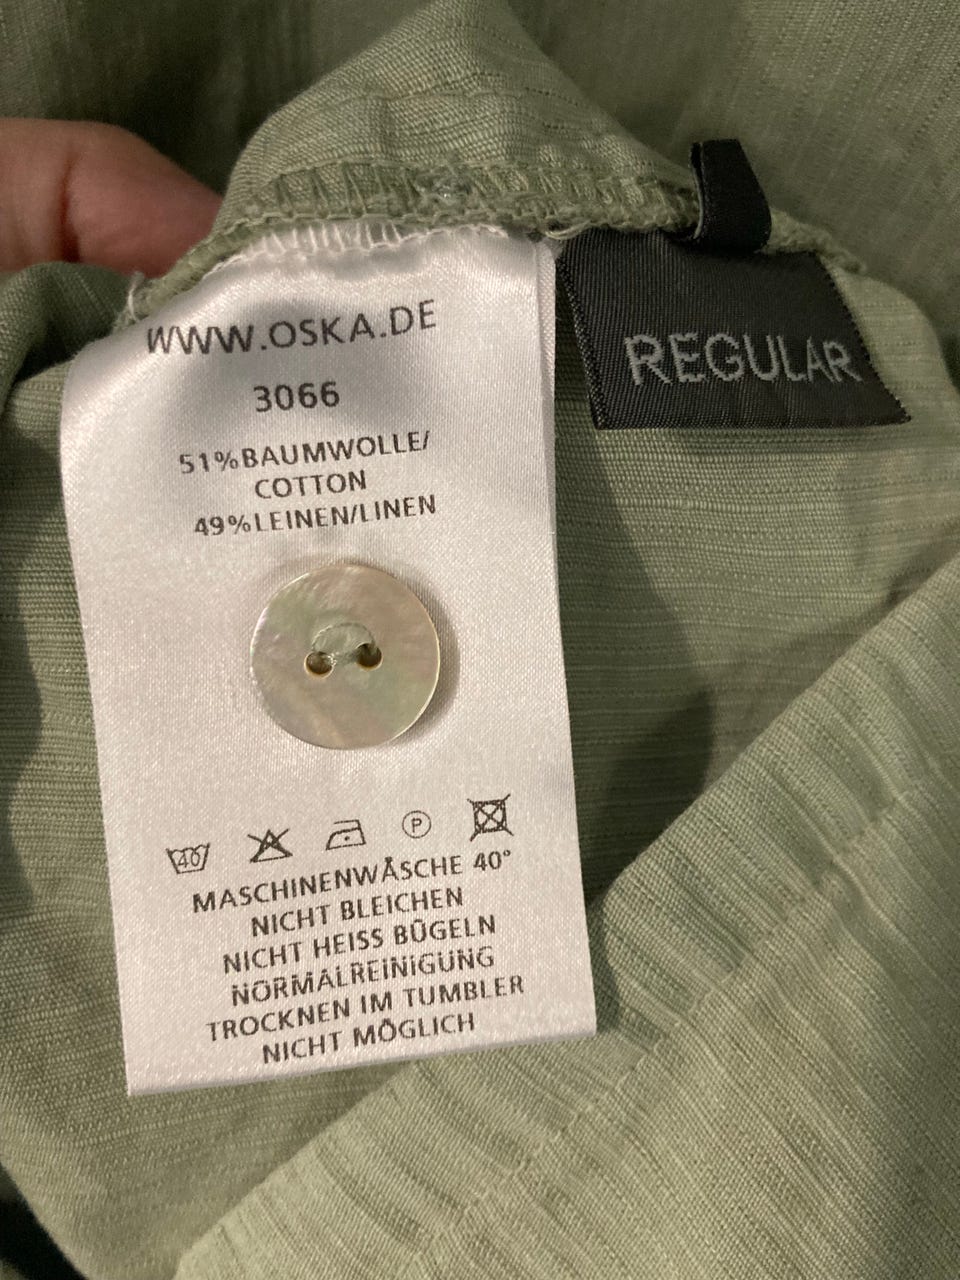 WWW.OSKA.DE
3066
51%BAUMWOLLE/
COTTON
49%LEINEN/LINEN
40
P
MASCHINENWÄSCHE 40°
NICHT BLEICHEN
NICHT HEISS BÜGELN
NORMALREINIGUNG
TROCKNEN IM TUMBLER
NICHT MÖGLICH
REGULAR